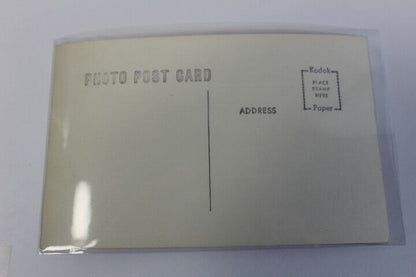 PHOTO POST CARD
Kodak
PLACE
STAMP
HERE
ADDRESS
Paper